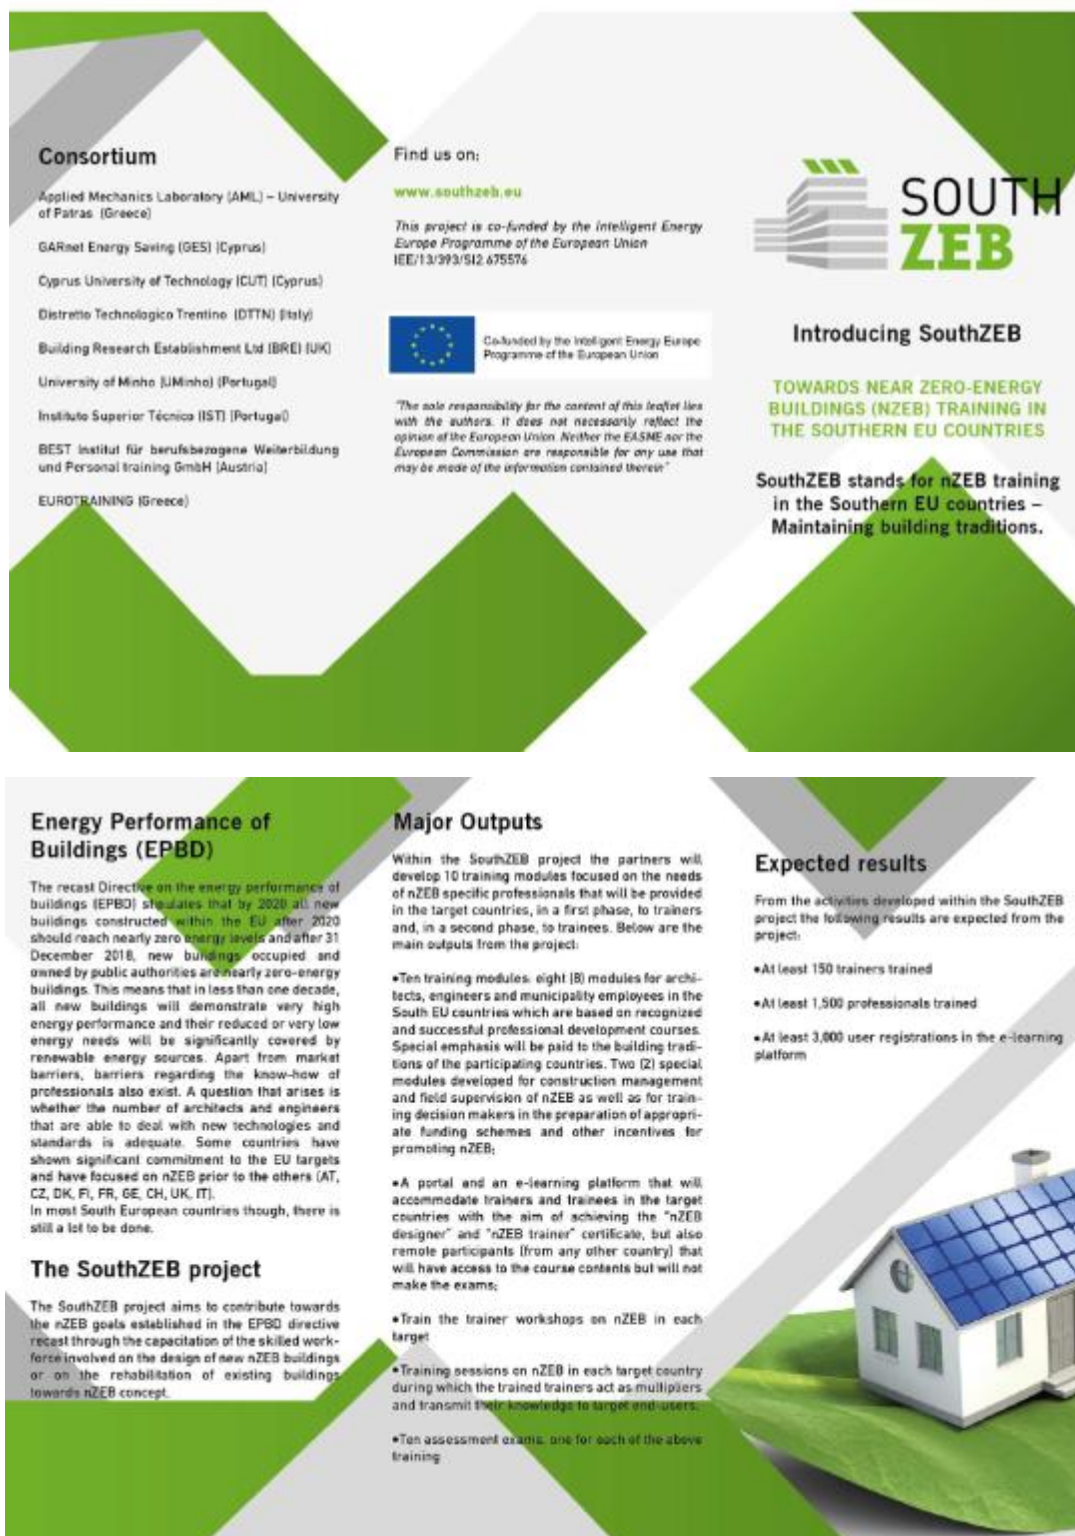 Consortium
Applied Mechanics Laboratory (AML) – University
of Patras (Greece)
GARnet Energy Saving (GES) (Cyprus)
Cyprus University of Technology (CUT) (Cyprus)
Distretto Technologico Trentino (DTTN) (Italy)
Building Research Establishment Ltd (BRE) (UK)
University of Minho (UMinho) (Portugal)
Instituto Superior Técnico (IST) (Portugal)
BEST Institut für berufsbezogene Weiterbildung
und Personal training GmbH (Austria)
EUROTRAINING (Greece)
Find us on:
www.southzeb.eu
This project is co-funded by the Intelligent Energy
Europe Programme of the European Union
IEE/13/393/SI2.675576
Co-funded by the Intelligent Energy Europe
Programme of the European Union
"The sole responsibility for the content of this leaflet lies
with the authors. It does not necessarily reflect the
opinion of the European Union. Neither the EASME nor the
European Commission are responsible for any use that
may be made of the information contained therein"
SOUTH
ZEB
Introducing SouthZEB
TOWARDS NEAR ZERO-ENERGY
BUILDINGS (NZEB) TRAINING IN
THE SOUTHERN EU COUNTRIES
SouthZEB stands for nZEB training
in the Southern EU countries –
Maintaining building traditions.
Energy Performance of
Buildings (EPBD)
The recast Directive on the energy performance of
buildings (EPBD) stipulates that by 2020 all new
buildings constructed within the EU after 2020
should reach nearly zero energy levels and after 31
December 2018, new buildings occupied and
owned by public authorities are nearly zero-energy
buildings. This means that in less than one decade,
all new buildings will demonstrate very high
energy performance and their reduced or very low
energy needs will be significantly covered by
renewable energy sources. Apart from market
barriers, barriers regarding the know-how of
professionals also exist. A question that arises is
whether the number of architects and engineers
that are able to deal with new technologies and
standards is adequate. Some countries have
shown significant commitment to the EU targets
and have focused on nZEB prior to the others (AT,
CZ, DK, FI, FR, GE, CH, UK, IT).
In most South European countries though, there is
still a lot to be done.
The SouthZEB project
The SouthZEB project aims to contribute towards
the nZEB goals established in the EPBD directive
recast through the capacitation of the skilled work-
force involved on the design of new nZEB buildings
or on the rehabilitation of existing buildings
towards nZEB concept.
Major Outputs
Within the SouthZEB project the partners will
develop 10 training modules focused on the needs
of nZEB specific professionals that will be provided
in the target countries, in a first phase, to trainers
and, in a second phase, to trainees. Below are the
main outputs from the project:
•Ten training modules: eight (8) modules for archi-
tects, engineers and municipality employees in the
South EU countries which are based on recognized
and successful professional development courses.
Special emphasis will be paid to the building tradi-
tions of the participating countries. Two (2) special
modules developed for construction management
and field supervision of nZEB as well as for train-
ing decision makers in the preparation of appropri-
ate funding schemes and other incentives for
promoting nZEB;
•A portal and an e-learning platform that will
accommodate trainers and trainees in the target
countries with the aim of achieving the "nZEB
designer" and "nZEB trainer" certificate, but also
remote participants (from any other country) that
will have access to the course contents but will not
make the exams;
•Train the trainer workshops on nZEB in each
target
•Training sessions on nZEB in each target country
during which the trained trainers act as multipliers
and transmit their knowledge to target end-users.
•Ten assessment exams, one for each of the above
training
Expected results
From the activities developed within the SouthZEB
project the following results are expected from the
project:
•At least 150 trainers trained
•At least 1,500 professionals trained
•At least 3,000 user registrations in the e-learning
platform